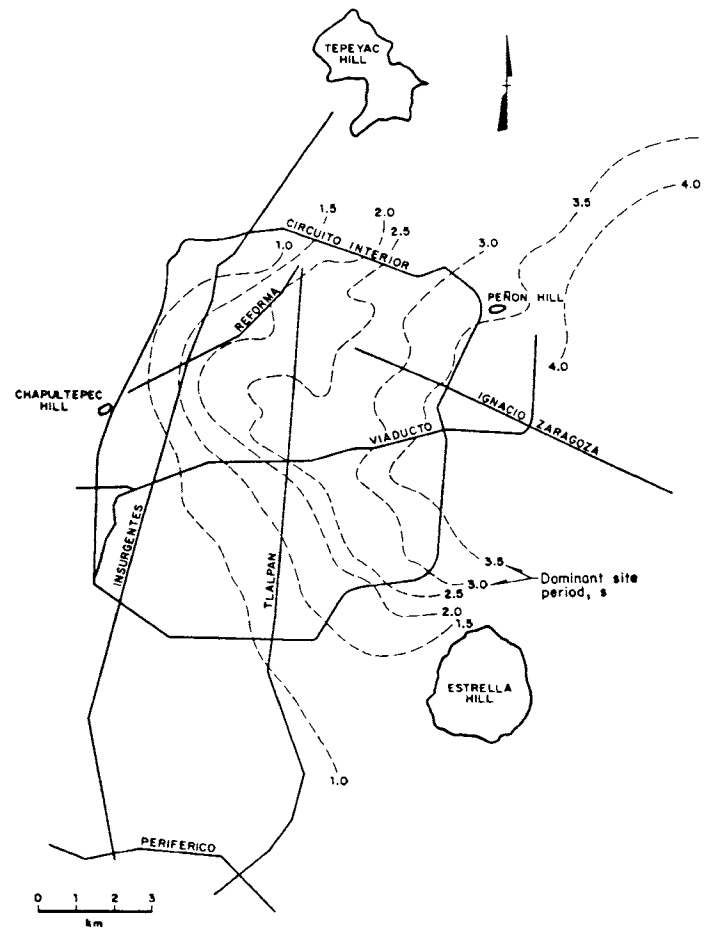 TEPEYAC
HILL
1.5
2.0
2.5
3.0
3.5
4.0
1.0
CIRCUITO INTERIOR
REFORMA
PEÑON HILL
4.0
CHAPULTEPEC
HILL
IGNACIO ZARAGOZA
VIADUCTO
INSURGENTES
TLALPAN
3.5
3.0
2.5
2.0
1.5
Dominant site
period, s
ESTRELLA
HILL
1.0
PERIFERICO
0 1 2 3
km